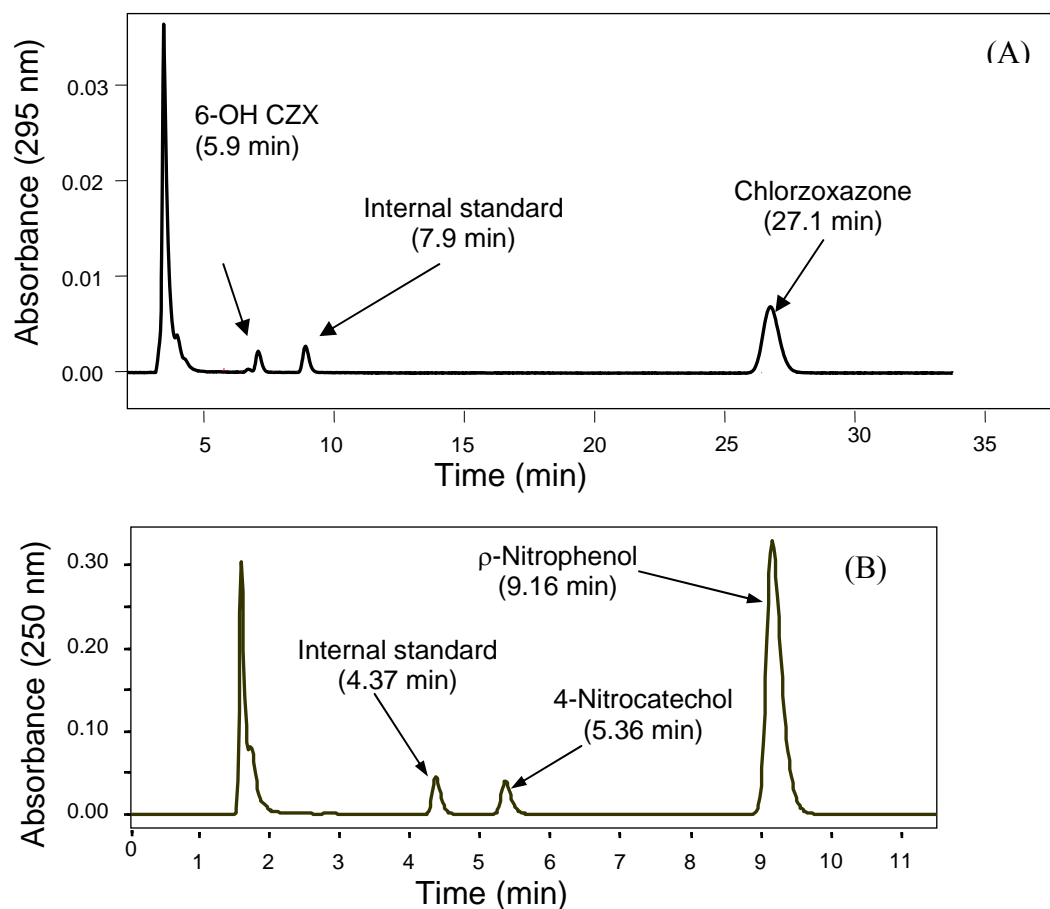 (A)
Absorbance (295 nm)
0.03
0.02
0.01
0.00
6-OH CZX
(5.9 min)
Internal standard
(7.9 min)
Chlorzoxazone
(27.1 min)
5 10 15 20 25 30 35
Time (min)
(B)
Absorbance (250 nm)
0.30
0.20
0.10
0.00
ρ-Nitrophenol
(9.16 min)
Internal standard
(4.37 min)
4-Nitrocatechol
(5.36 min)
0 1 2 3 4 5 6 7 8 9 10 11
Time (min)